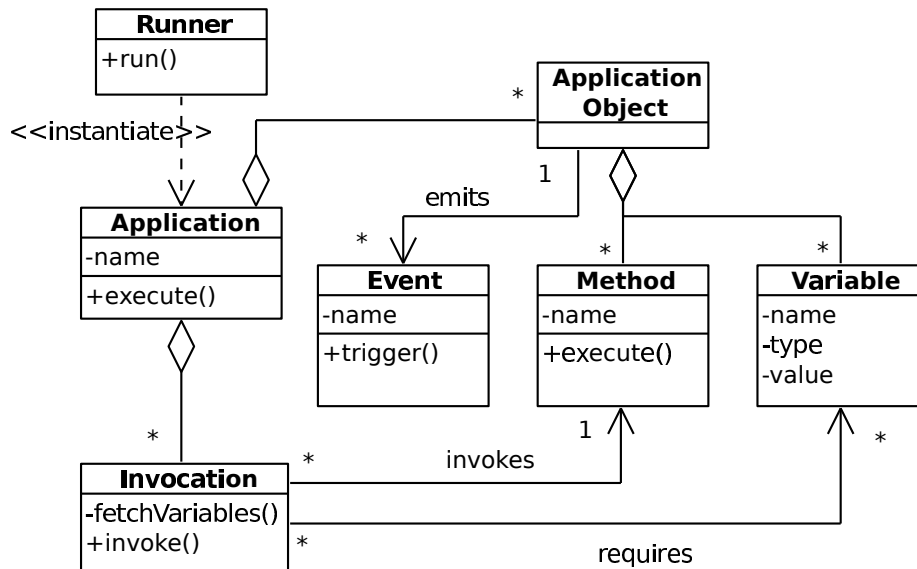 Runner
+run()
<<instantiate>>
*
Application
Object
1
emits
*
*
*
Application
-name
+execute()
Event
-name
+trigger()
Method
-name
+execute()
Variable
-name
-type
-value
*
*
invokes
1
*
Invocation
-fetchVariables()
+invoke()
*
requires